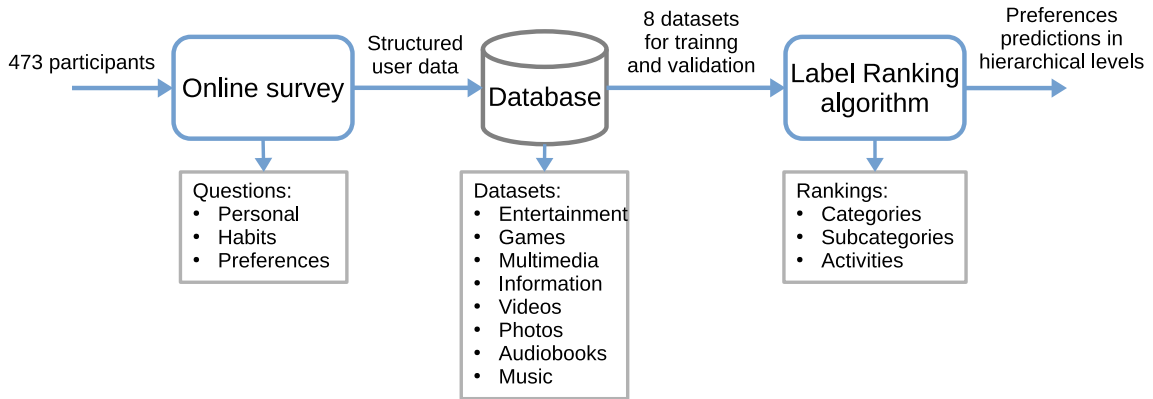 473 participants
Online survey
Structured
user data
Database
8 datasets
for trainng
and validation
Label Ranking
algorithm
Preferences
predictions in
hierarchical levels
Questions:
• Personal
• Habits
• Preferences
Datasets:
• Entertainment
• Games
• Multimedia
• Information
• Videos
• Photos
• Audiobooks
• Music
Rankings:
• Categories
• Subcategories
• Activities